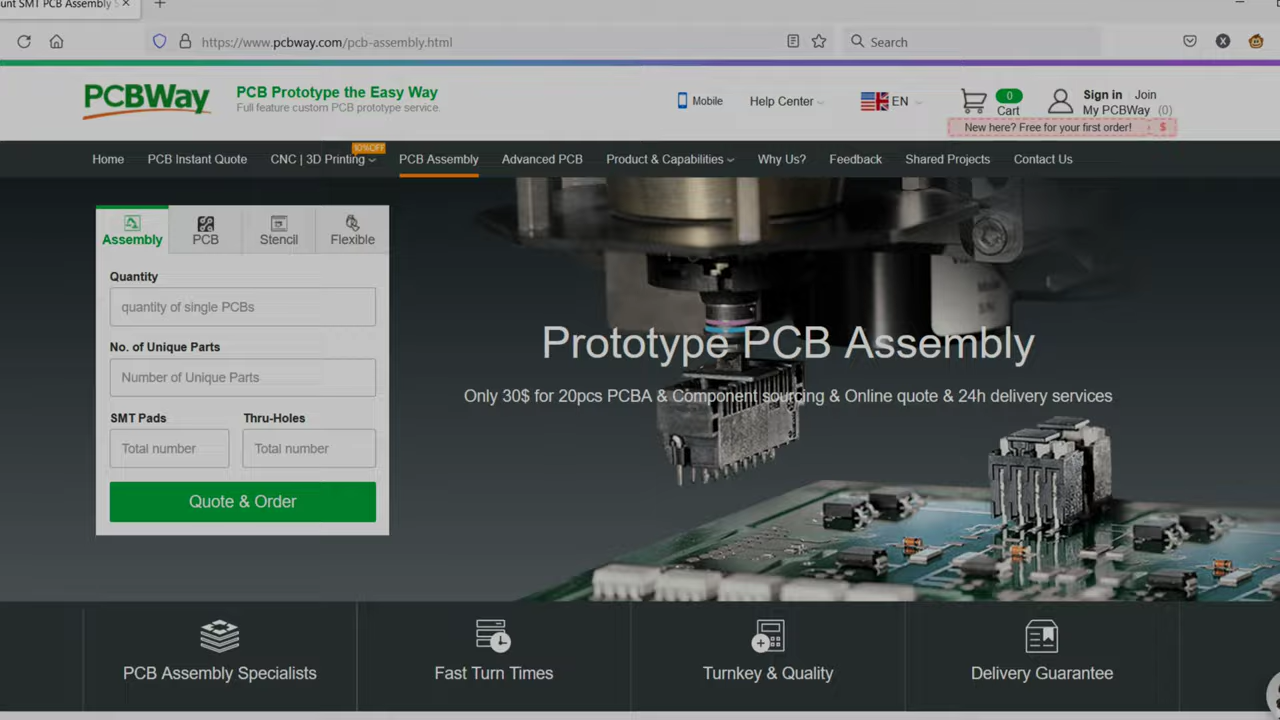 unt SMT PCB Assembly S
https://www.pcbway.com/pcb-assembly.html
Search
PCBWay
PCB Prototype the Easy Way
Full feature custom PCB prototype service.
Mobile
Help Center
EN
0
Cart
Sign in
Join
My PCBWay (0)
New here? Free for your first order! $
10%OFF
Home
PCB Instant Quote
CNC | 3D Printing
PCB Assembly
Advanced PCB
Product & Capabilities
Why Us?
Feedback
Shared Projects
Contact Us
Assembly
PCB
Stencil
Flexible
Quantity
quantity of single PCBs
No. of Unique Parts
Number of Unique Parts
SMT Pads
Thru-Holes
Total number
Total number
Quote & Order
Prototype PCB Assembly
Only 30$ for 20pcs PCBA & Component sourcing & Online quote & 24h delivery services
PCB Assembly Specialists
Fast Turn Times
Turnkey & Quality
Delivery Guarantee